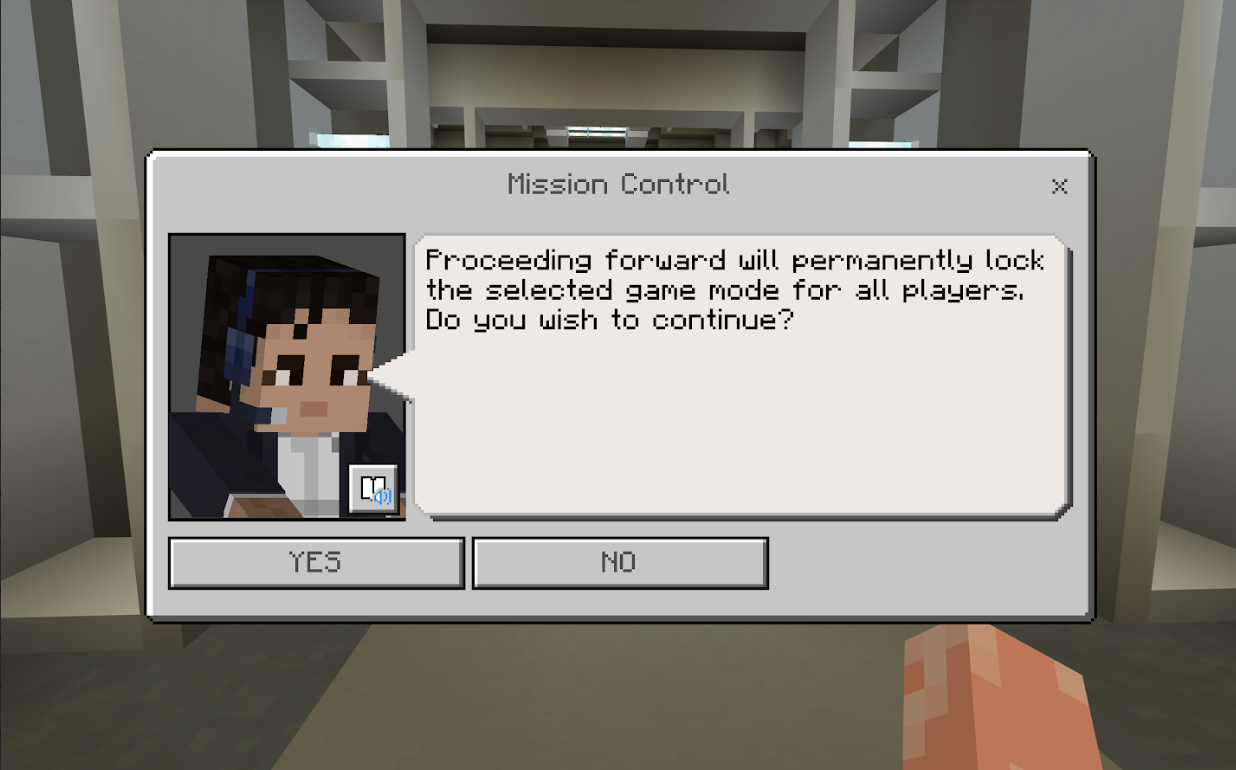 Mission Control
x
Proceeding forward will permanently lock
the selected game mode for all players.
Do you wish to continue?
YES
NO